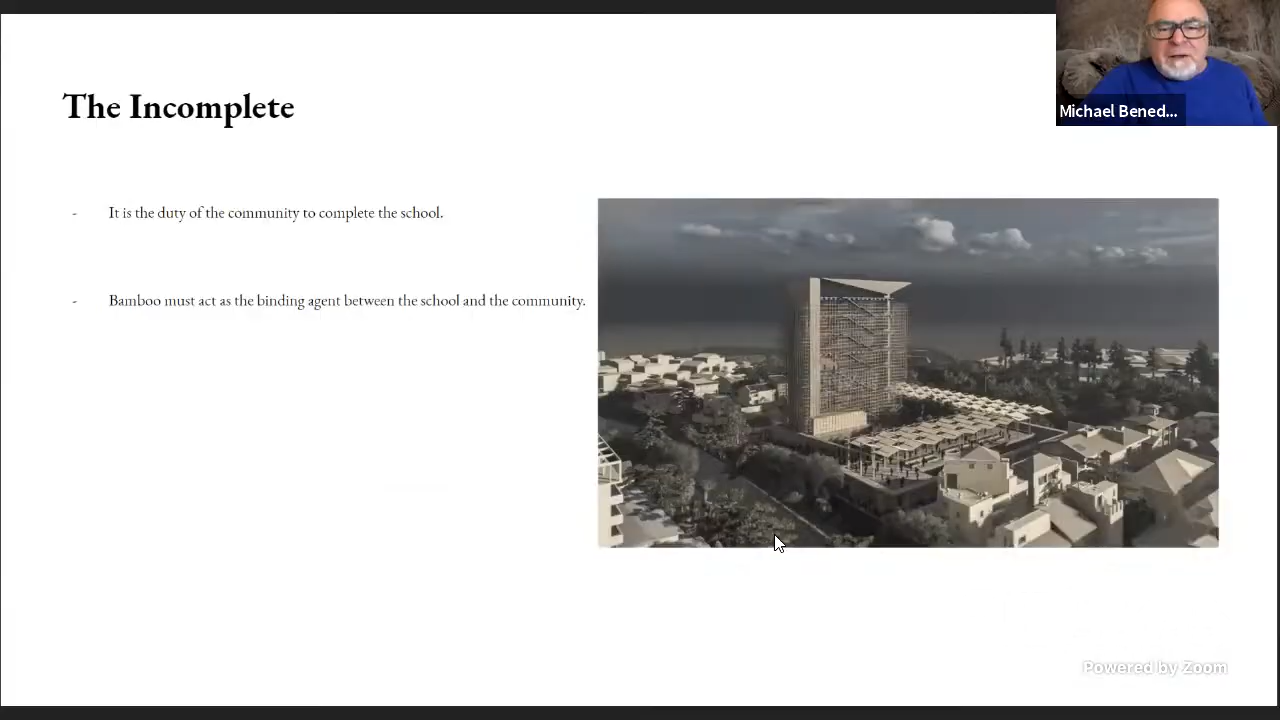 The Incomplete
Michael Bened...
- It is the duty of the community to complete the school.
- Bamboo must act as the binding agent between the school and the community.
Powered by Zoom